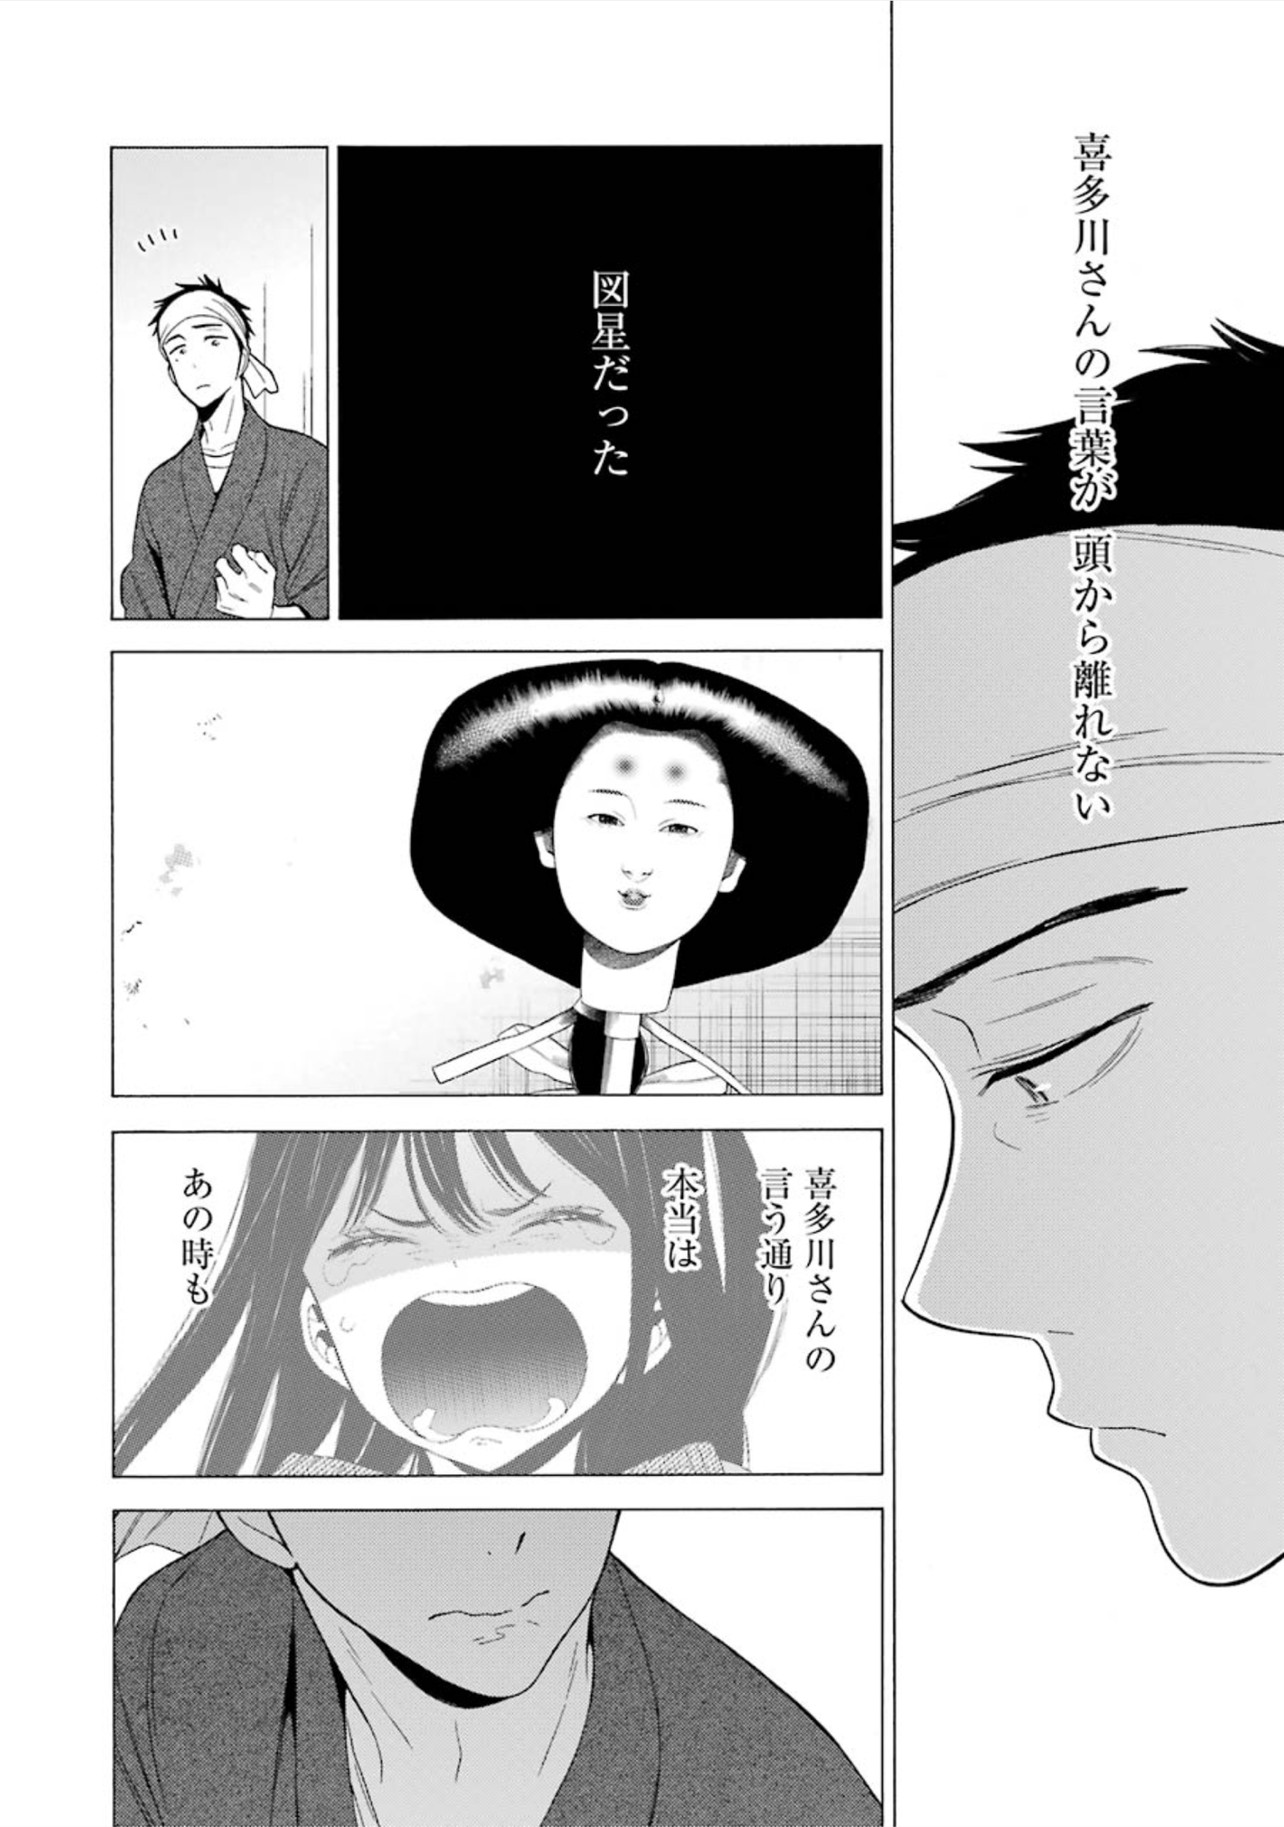 喜多川さんの言葉が 頭から離れない
図星だった
喜多川さんの
言う通り
本当は
あの時も